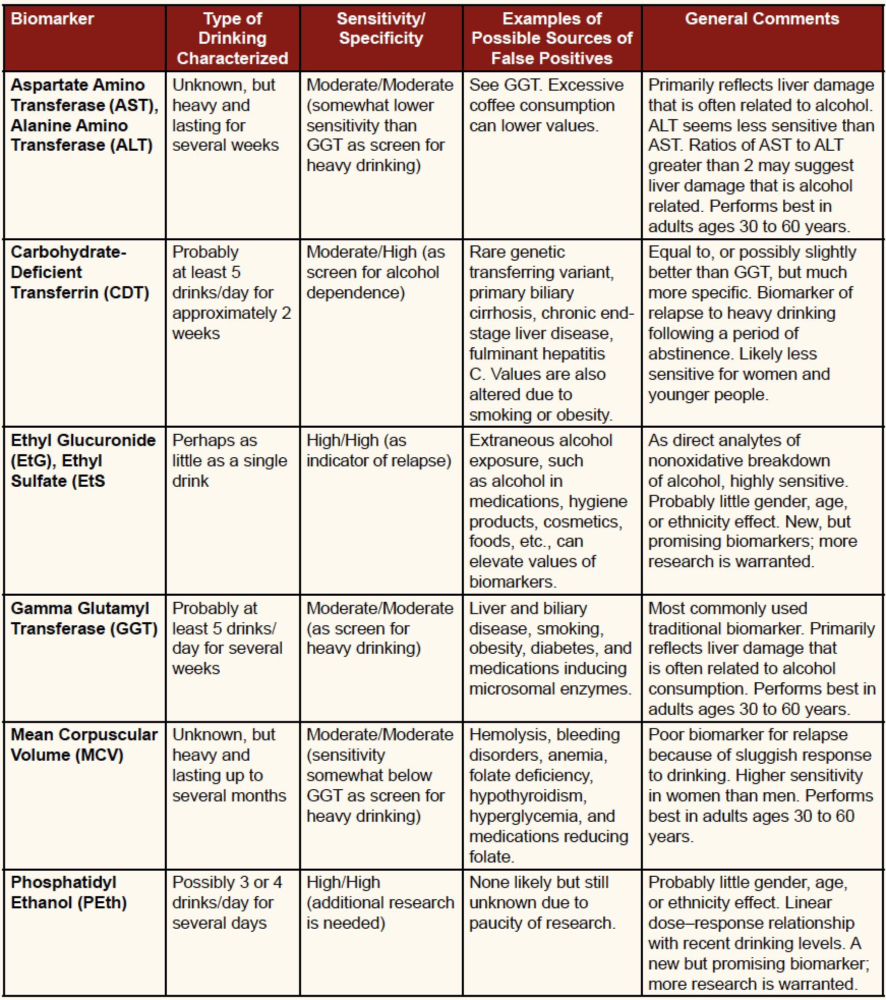 Biomarker
Type of
Drinking
Characterized
Sensitivity/
Specificity
Examples of
Possible Sources of
False Positives
General Comments
Aspartate Amino
Transferase (AST),
Alanine Amino
Transferase (ALT)
Unknown, but
heavy and
lasting for
several weeks
Moderate/Moderate
(somewhat lower
sensitivity than
GGT as screen for
heavy drinking)
See GGT. Excessive
coffee consumption
can lower values.
Primarily reflects liver damage
that is often related to alcohol.
ALT seems less sensitive than
AST. Ratios of AST to ALT
greater than 2 may suggest
liver damage that is alcohol
related. Performs best in
adults ages 30 to 60 years.
Carbohydrate-
Deficient
Transferrin (CDT)
Probably
at least 5
drinks/day for
approximately 2
weeks
Moderate/High (as
screen for alcohol
dependence)
Rare genetic
transferring variant,
primary biliary
cirrhosis, chronic end-
stage liver disease,
fulminant hepatitis
C. Values are also
altered due to
smoking or obesity.
Equal to, or possibly slightly
better than GGT, but much
more specific. Biomarker of
relapse to heavy drinking
following a period of
abstinence. Likely less
sensitive for women and
younger people.
Ethyl Glucuronide
(EtG), Ethyl
Sulfate (EtS
Perhaps as
little as a single
drink
High/High (as
indicator of relapse)
Extraneous alcohol
exposure, such
as alcohol in
medications, hygiene
products, cosmetics,
foods, etc., can
elevate values of
biomarkers.
As direct analytes of
nonoxidative breakdown
of alcohol, highly sensitive.
Probably little gender, age,
or ethnicity effect. New, but
promising biomarkers; more
research is warranted.
Gamma Glutamyl
Transferase (GGT)
Probably at
least 5 drinks/
day for several
weeks
Moderate/Moderate
(as screen for
heavy drinking)
Liver and biliary
disease, smoking,
obesity, diabetes, and
medications inducing
microsomal enzymes.
Most commonly used
traditional biomarker. Primarily
reflects liver damage that
is often related to alcohol
consumption. Performs best in
adults ages 30 to 60 years.
Mean Corpuscular
Volume (MCV)
Unknown, but
heavy and
lasting up to
several months
Moderate/Moderate
(sensitivity
somewhat below
GGT as screen for
heavy drinking)
Hemolysis, bleeding
disorders, anemia,
folate deficiency,
hypothyroidism,
hyperglycemia, and
medications reducing
folate.
Poor biomarker for relapse
because of sluggish response
to drinking. Higher sensitivity
in women than men. Performs
best in adults ages 30 to 60
years.
Phosphatidyl
Ethanol (PEth)
Possibly 3 or 4
drinks/day for
several days
High/High
(additional research
is needed)
None likely but still
unknown due to
paucity of research.
Probably little gender, age,
or ethnicity effect. Linear
dose–response relationship
with recent drinking levels. A
new but promising biomarker;
more research is warranted.